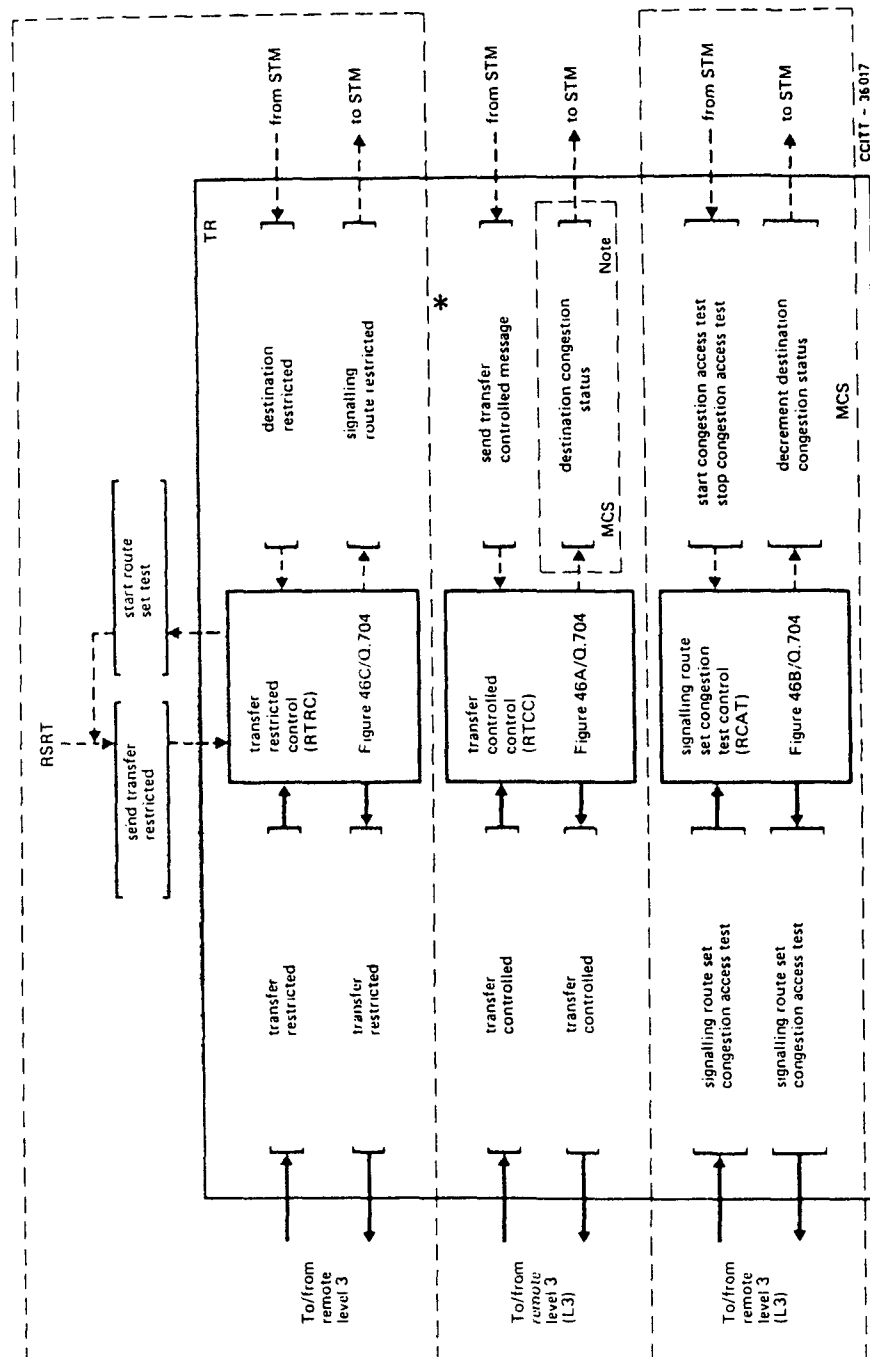 RSRT
send transfer
restricted
start route
set test
TR
To/from
remote
level 3
transfer
restricted
transfer
restricted
transfer
restricted
control
(RTRC)
Figure 46C/Q.704
destination
restricted
signalling
route restricted
from STM
to STM
*
To/from
remote
level 3
(L3)
transfer
controlled
transfer
controlled
transfer
controlled
control
(RTCC)
Figure 46A/Q.704
send transfer
controlled message
destination congestion
status
MCS
Note
from STM
to STM
To/from
remote
level 3
(L3)
signalling route set
congestion access test
signalling route set
congestion access test
signalling route
set congestion
test control
(RCAT)
Figure 46B/Q.704
start congestion access test
stop congestion access test
decrement destination
congestion status
MCS
from STM
to STM
CCITT - 36 017